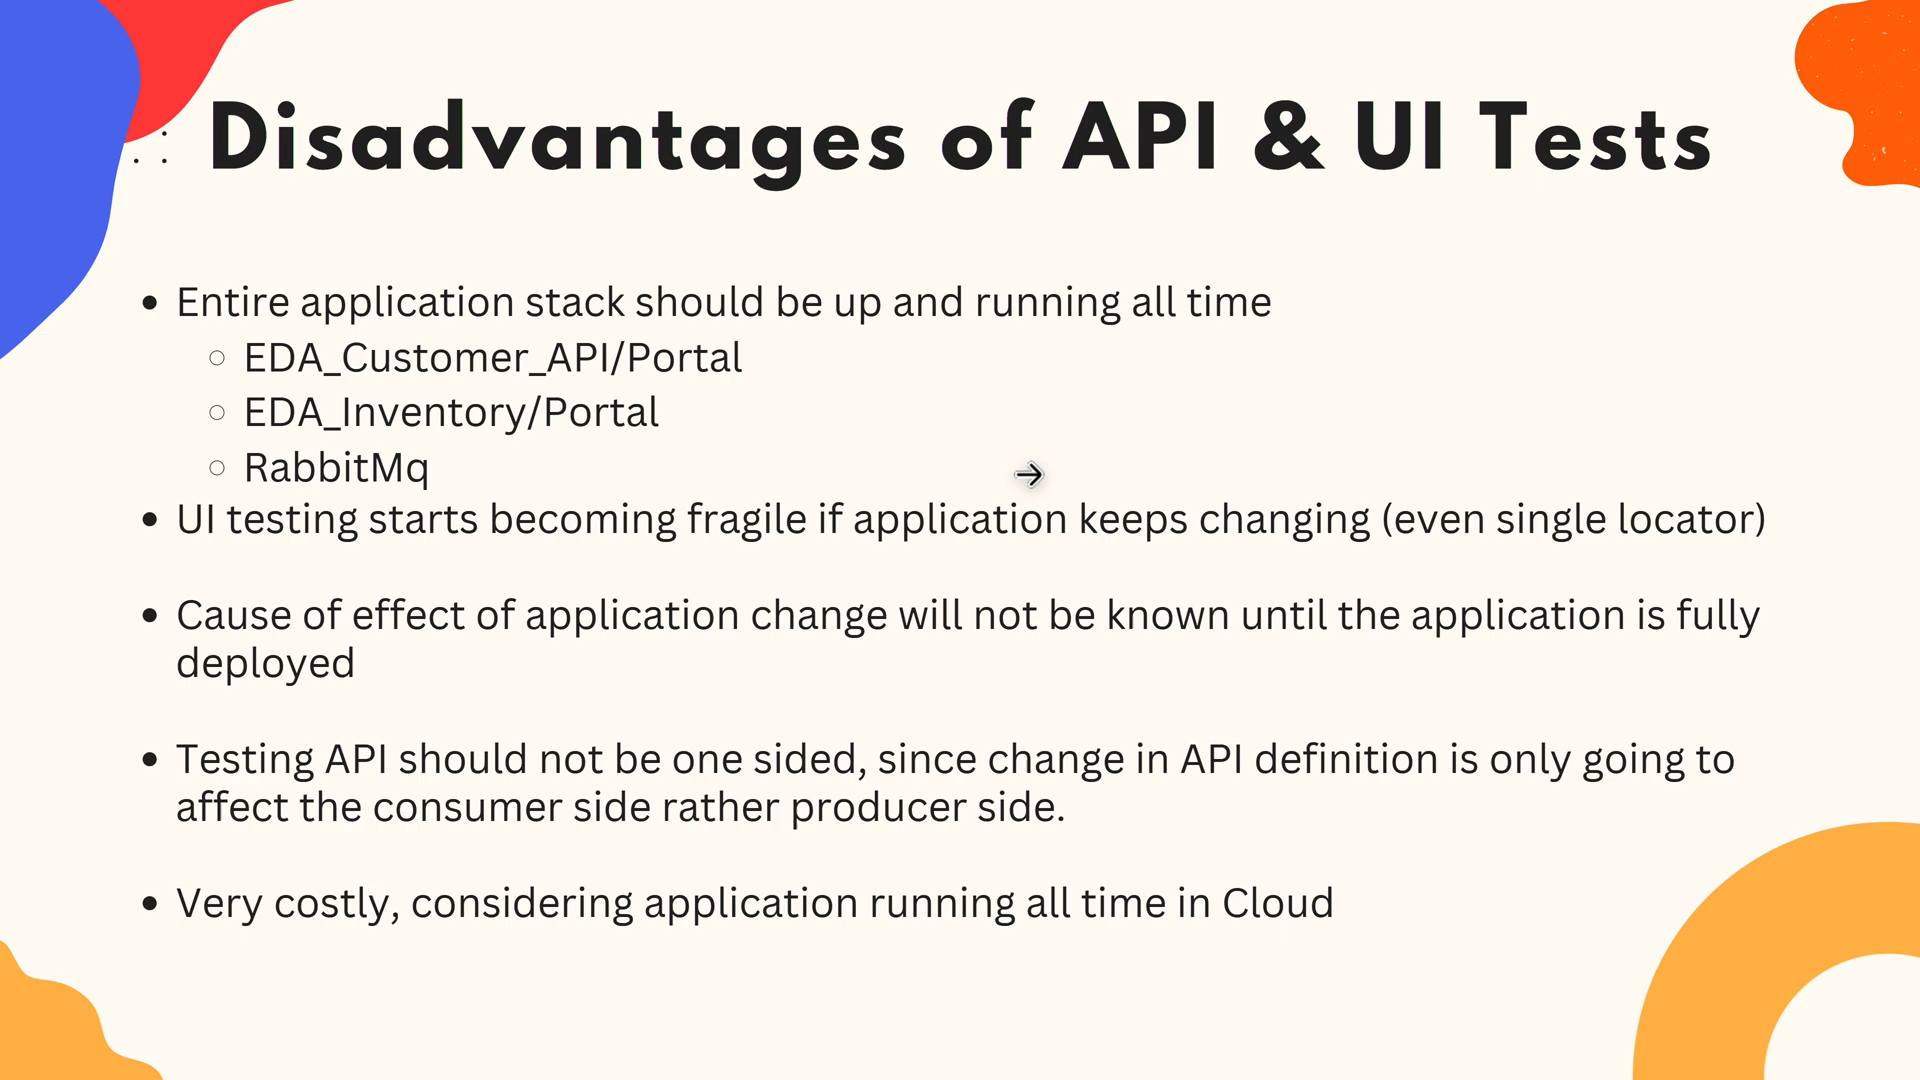 Disadvantages of API & UI Tests
• Entire application stack should be up and running all time
○ EDA_Customer_API/Portal
○ EDA_Inventory/Portal
○ RabbitMq
• UI testing starts becoming fragile if application keeps changing (even single locator)
• Cause of effect of application change will not be known until the application is fully
deployed
• Testing API should not be one sided, since change in API definition is only going to
affect the consumer side rather producer side.
• Very costly, considering application running all time in Cloud